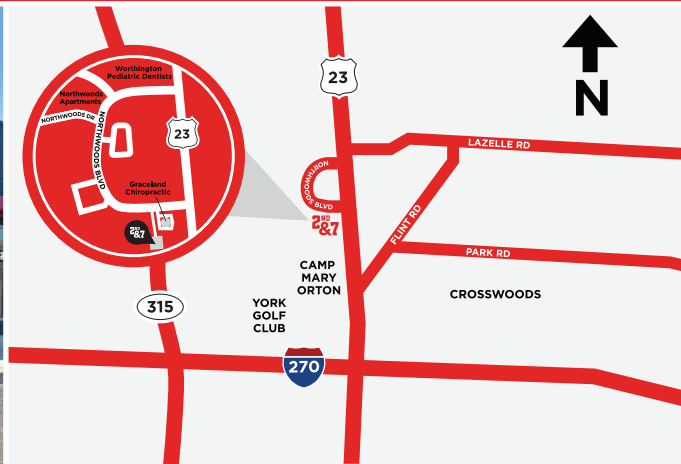 Worthington
Pediatric Dentists
Northwoods
Apartments
NORTHWOODS DR
NORTHWOODS BLVD
23
Graceland
Chiropractic
2ND
&7
23
N
LAZELLE RD
NORTHWOODS BLVD
2ND
&7
FLINT RD
PARK RD
CAMP
MARY
ORTON
CROSSWOODS
YORK
GOLF
CLUB
315
270